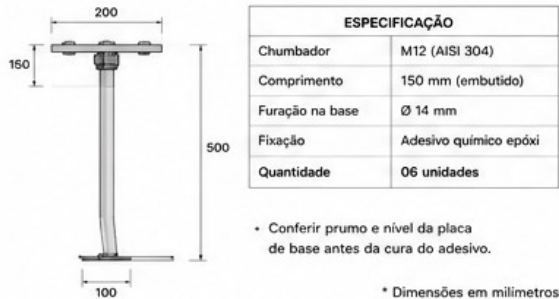 200
150
500
100
ESPECIFICAÇÃO
Chumbador M12 (AISI 304)
Comprimento 150 mm (embutido)
Furação na base Ø 14 mm
Fixação Adesivo químico epóxi
Quantidade 06 unidades
• Conferir prumo e nível da placa
de base antes da cura do adesivo.
* Dimensões em milimetros